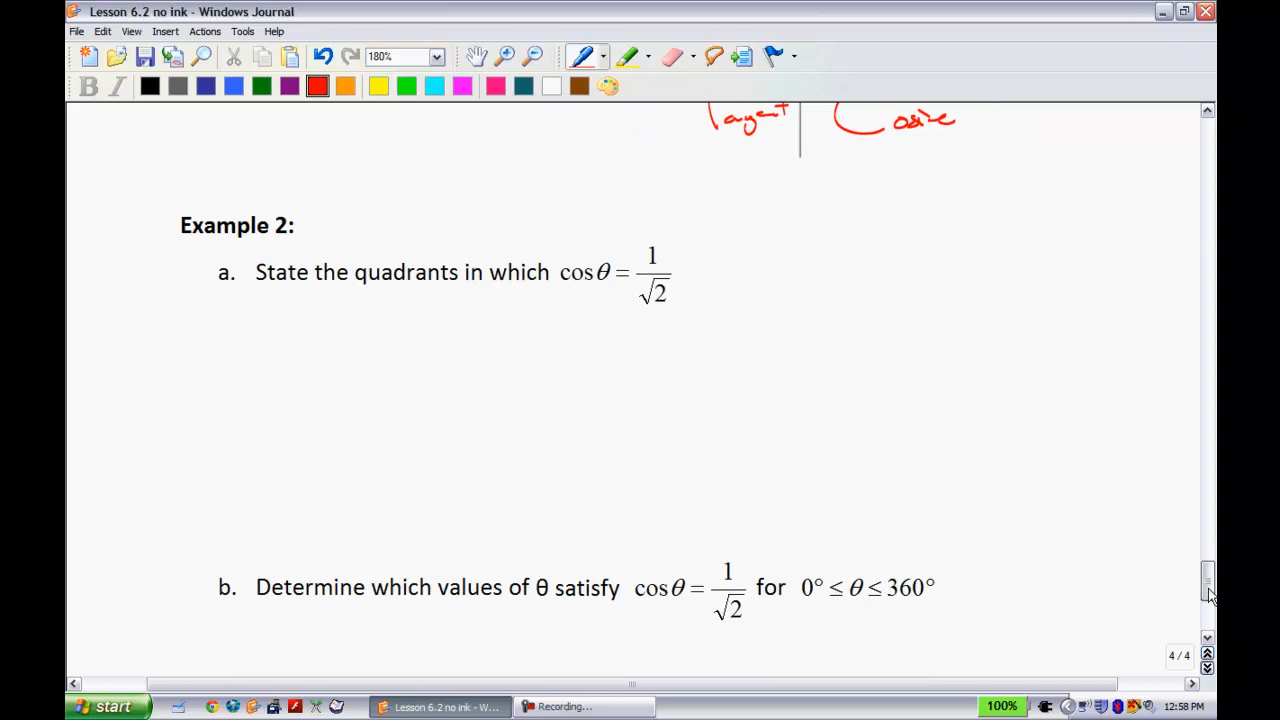 Lesson 6.2 no ink - Windows Journal
File Edit View Insert Actions Tools Help
180%
B I
Tangent Cosine
Example 2:
a. State the quadrants in which cos θ = 1/√2
b. Determine which values of θ satisfy cos θ = 1/√2 for 0° ≤ θ ≤ 360°
4 / 4
start Lesson 6.2 no ink - W... Recording... 100% 12:58 PM